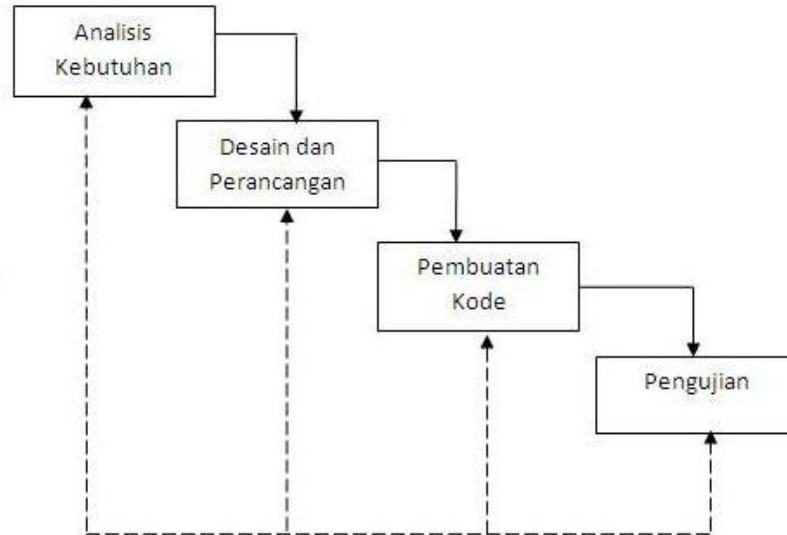 Analisis
Kebutuhan
Desain dan
Perancangan
Pembuatan
Kode
Pengujian